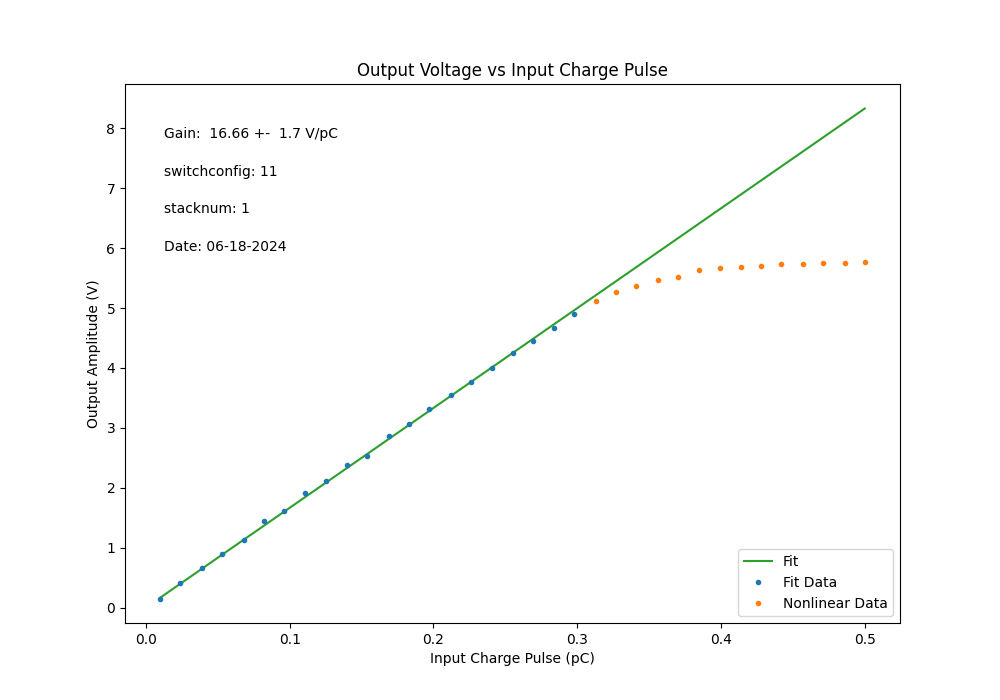 Output Voltage vs Input Charge Pulse
Gain:  16.66 +-  1.7 V/pC
switchconfig: 11
stacknum: 1
Date: 06-18-2024
Output Amplitude (V)
8
7
6
5
4
3
2
1
0
0.0 0.1 0.2 0.3 0.4 0.5
Input Charge Pulse (pC)
Fit
Fit Data
Nonlinear Data